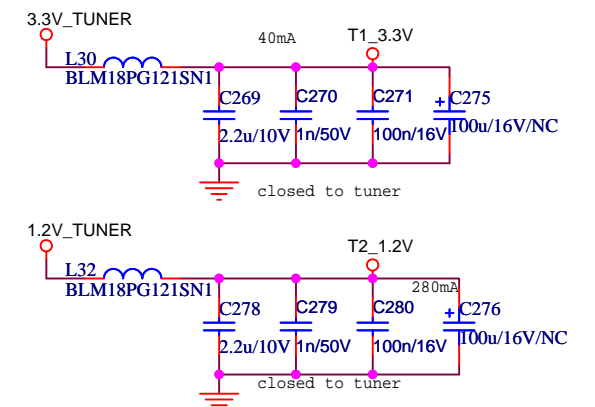 3.3V_TUNER
40mA
T1_3.3V
L30
BLM18PG121SN1
C269
C270
C271
+ C275
2.2u/10V
1n/50V
100n/16V
100u/16V/NC
closed to tuner
1.2V_TUNER
T2_1.2V
L32
BLM18PG121SN1
280mA
C278
C279
C280
+ C276
2.2u/10V
1n/50V
100n/16V
100u/16V/NC
closed to tuner